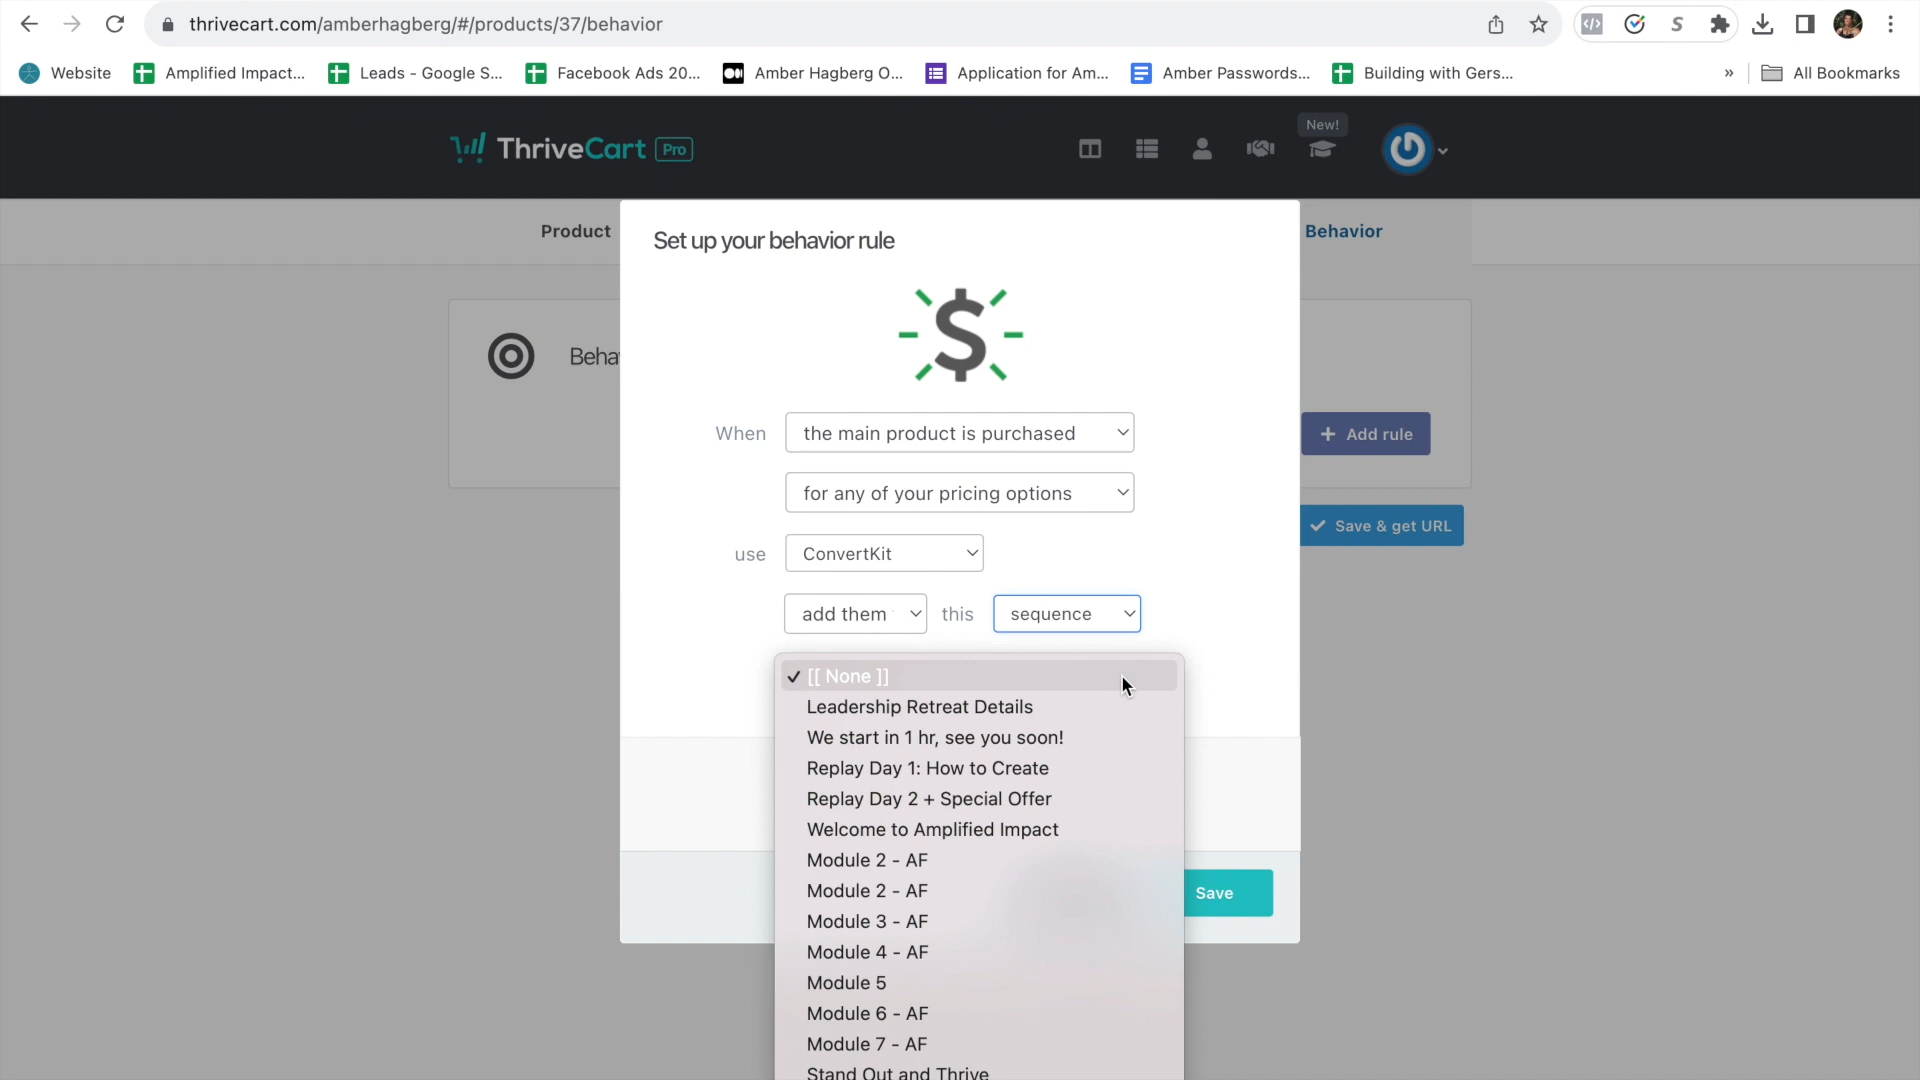 thrivecart.com/amberhagberg/#/products/37/behavior
Website
Amplified Impact...
Leads - Google S...
Facebook Ads 20...
Amber Hagberg O...
Application for Am...
Amber Passwords...
Building with Gers...
»
All Bookmarks
ThriveCart Pro
New!
Product
Behavior
Set up your behavior rule
Beha
When the main product is purchased
+ Add rule
for any of your pricing options
Save & get URL
use ConvertKit
add them this sequence
✓ [[ None ]]
Leadership Retreat Details
We start in 1 hr, see you soon!
Replay Day 1: How to Create
Replay Day 2 + Special Offer
Welcome to Amplified Impact
Module 2 - AF
Module 2 - AF
Save
Module 3 - AF
Module 4 - AF
Module 5
Module 6 - AF
Module 7 - AF
Stand Out and Thrive